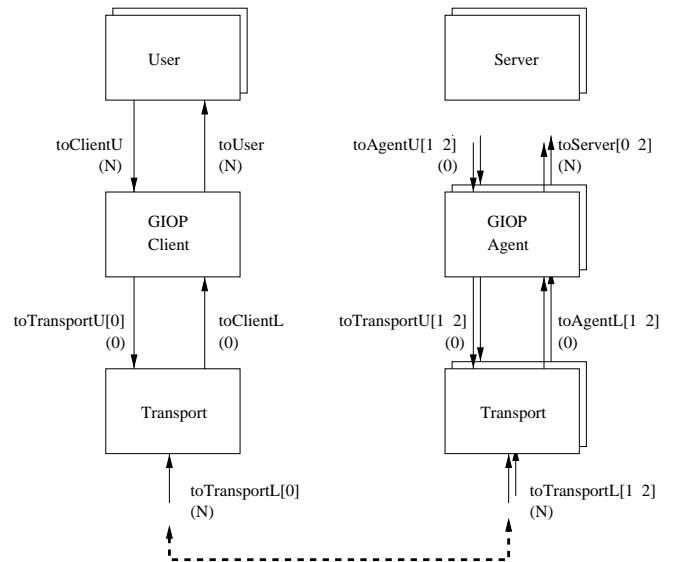 User
Server
toClientU
(N)
toUser
(N)
toAgentU[1 2]
(0)
toServer[0 2]
(N)
GIOP
Client
GIOP
Agent
toTransportU[0]
(0)
toClientL
(0)
toTransportU[1 2]
(0)
toAgentL[1 2]
(0)
Transport
Transport
toTransportL[0]
(N)
toTransportL[1 2]
(N)